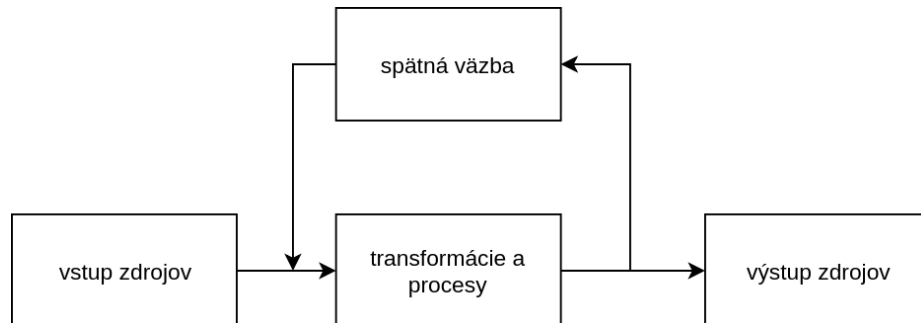 spätná väzba
vstup zdrojov
transformácie a
procesy
výstup zdrojov